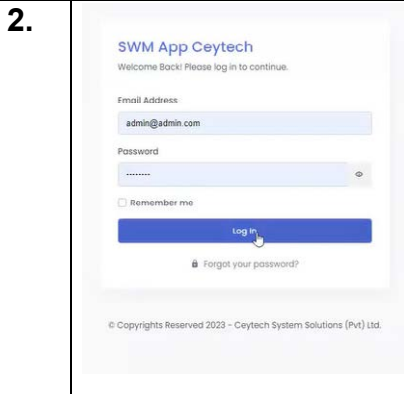 2.
SWM App Ceytech
Welcome Back! Please log in to continue.
Email Address
admin@admin.com
Password
········
Remember me
Log In
Forgot your password?
© Copyrights Reserved 2023 - Ceytech System Solutions (Pvt) Ltd.